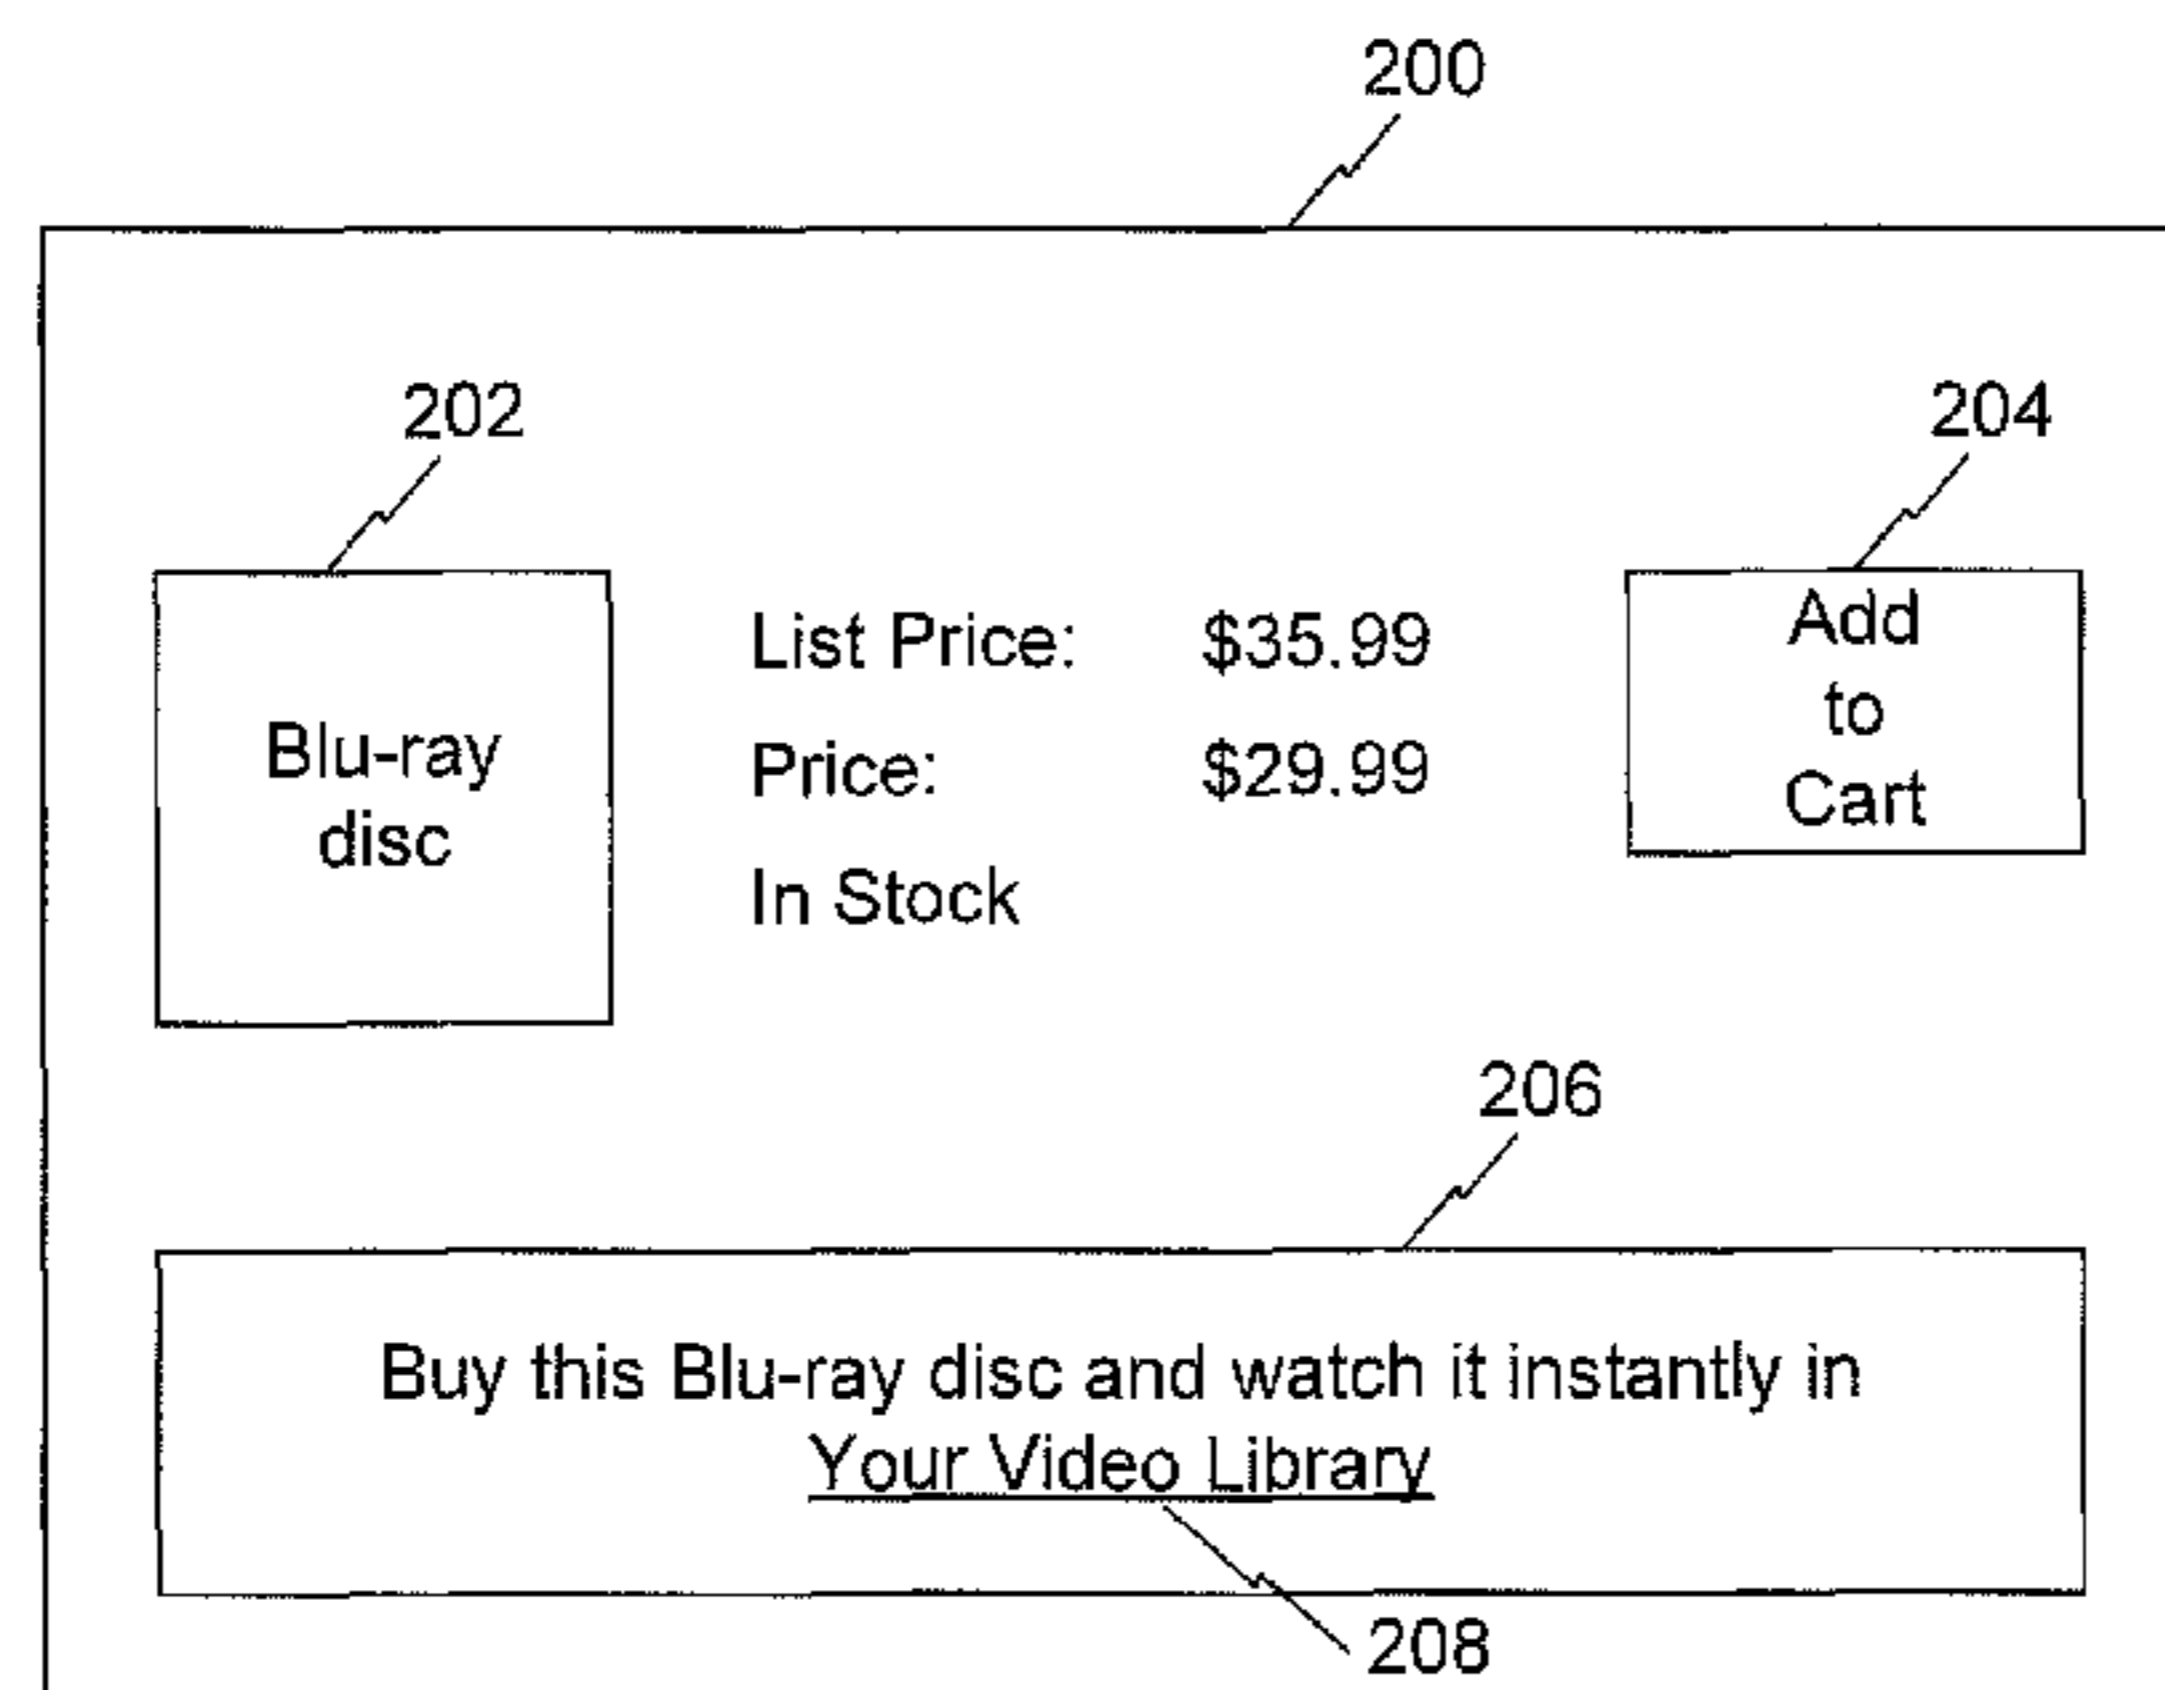 200
202
204
Blu-ray
disc
List Price: $35.99
Price: $29.99
In Stock
Add
to
Cart
206
Buy this Blu-ray disc and watch it instantly in
Your Video Library
208